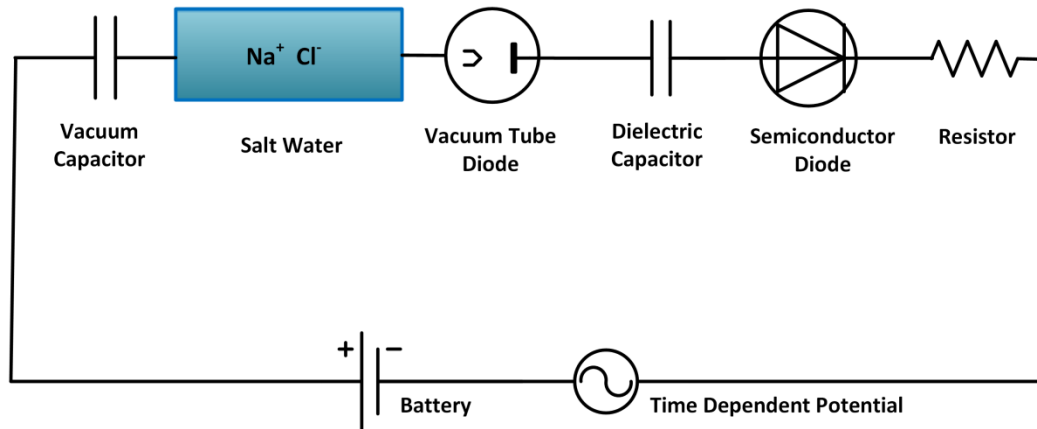 Na⁺ Cl⁻
Vacuum
Capacitor
Salt Water
Vacuum Tube
Diode
Dielectric
Capacitor
Semiconductor
Diode
Resistor
+ −
Battery
Time Dependent Potential